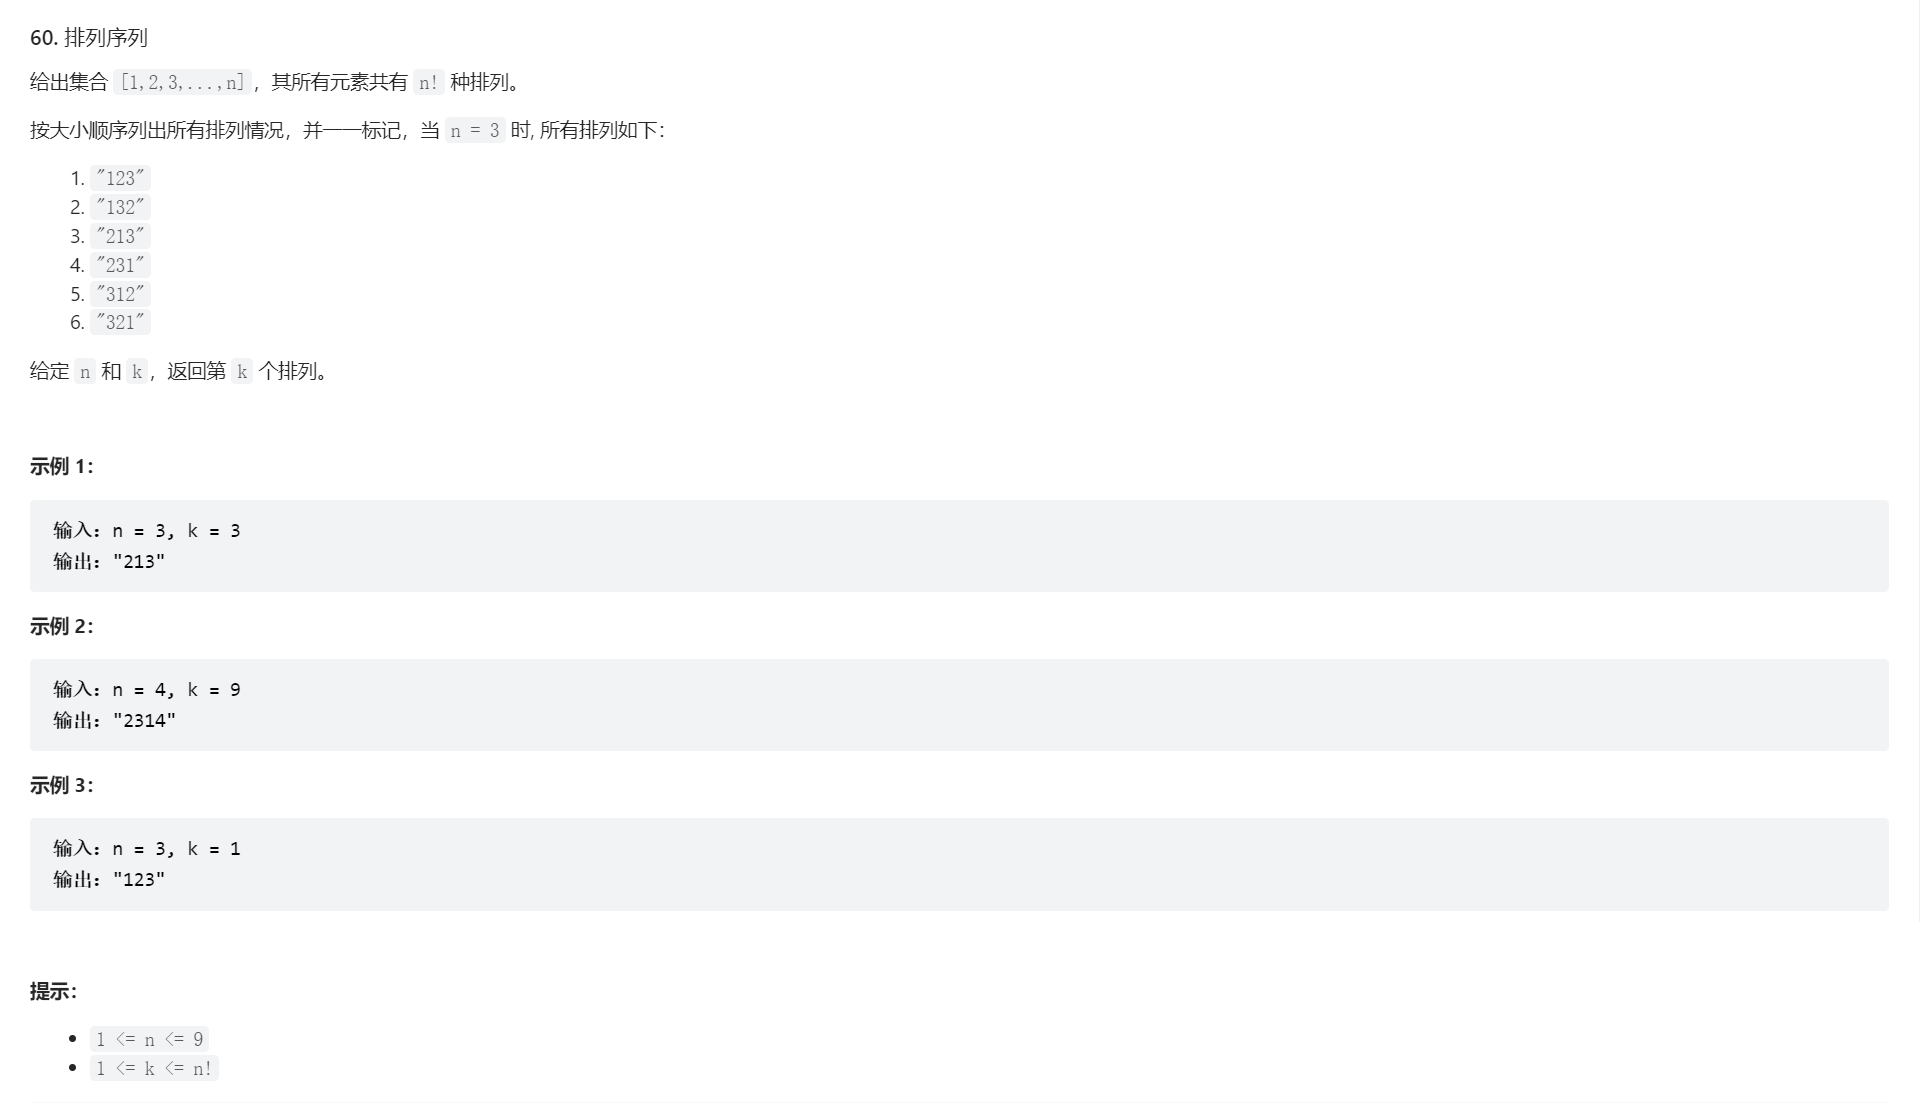 60. 排列序列
给出集合 [1,2,3,...,n]，其所有元素共有 n! 种排列。
按大小顺序列出所有排列情况，并一一标记，当 n = 3 时, 所有排列如下：
1. "123"
2. "132"
3. "213"
4. "231"
5. "312"
6. "321"
给定 n 和 k，返回第 k 个排列。
示例 1：
输入：n = 3, k = 3
输出："213"
示例 2：
输入：n = 4, k = 9
输出："2314"
示例 3：
输入：n = 3, k = 1
输出："123"
提示：
• 1 <= n <= 9
• 1 <= k <= n!